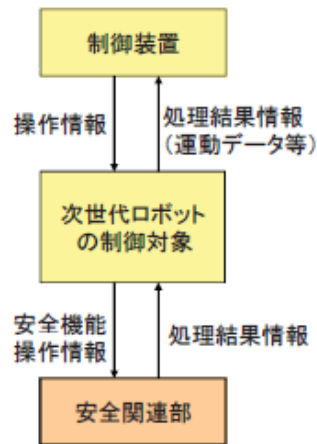 制御装置
操作情報
処理結果情報
(運動データ等)
次世代ロボット
の制御対象
安全機能
操作情報
処理結果情報
安全関連部